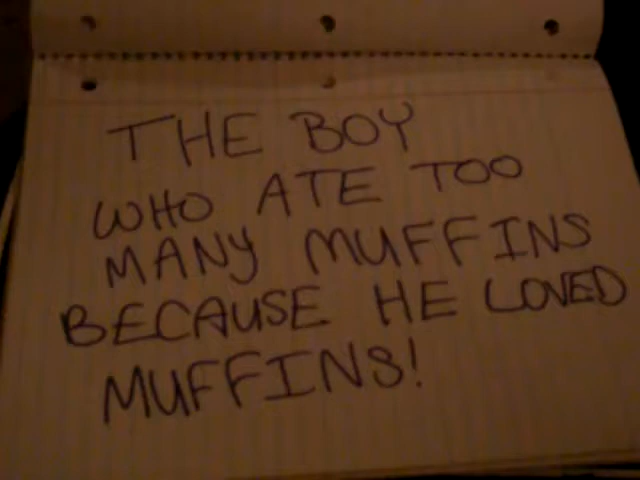 THE BOY
WHO ATE TOO
MANY MUFFINS
BECAUSE HE LOVED
MUFFINS!